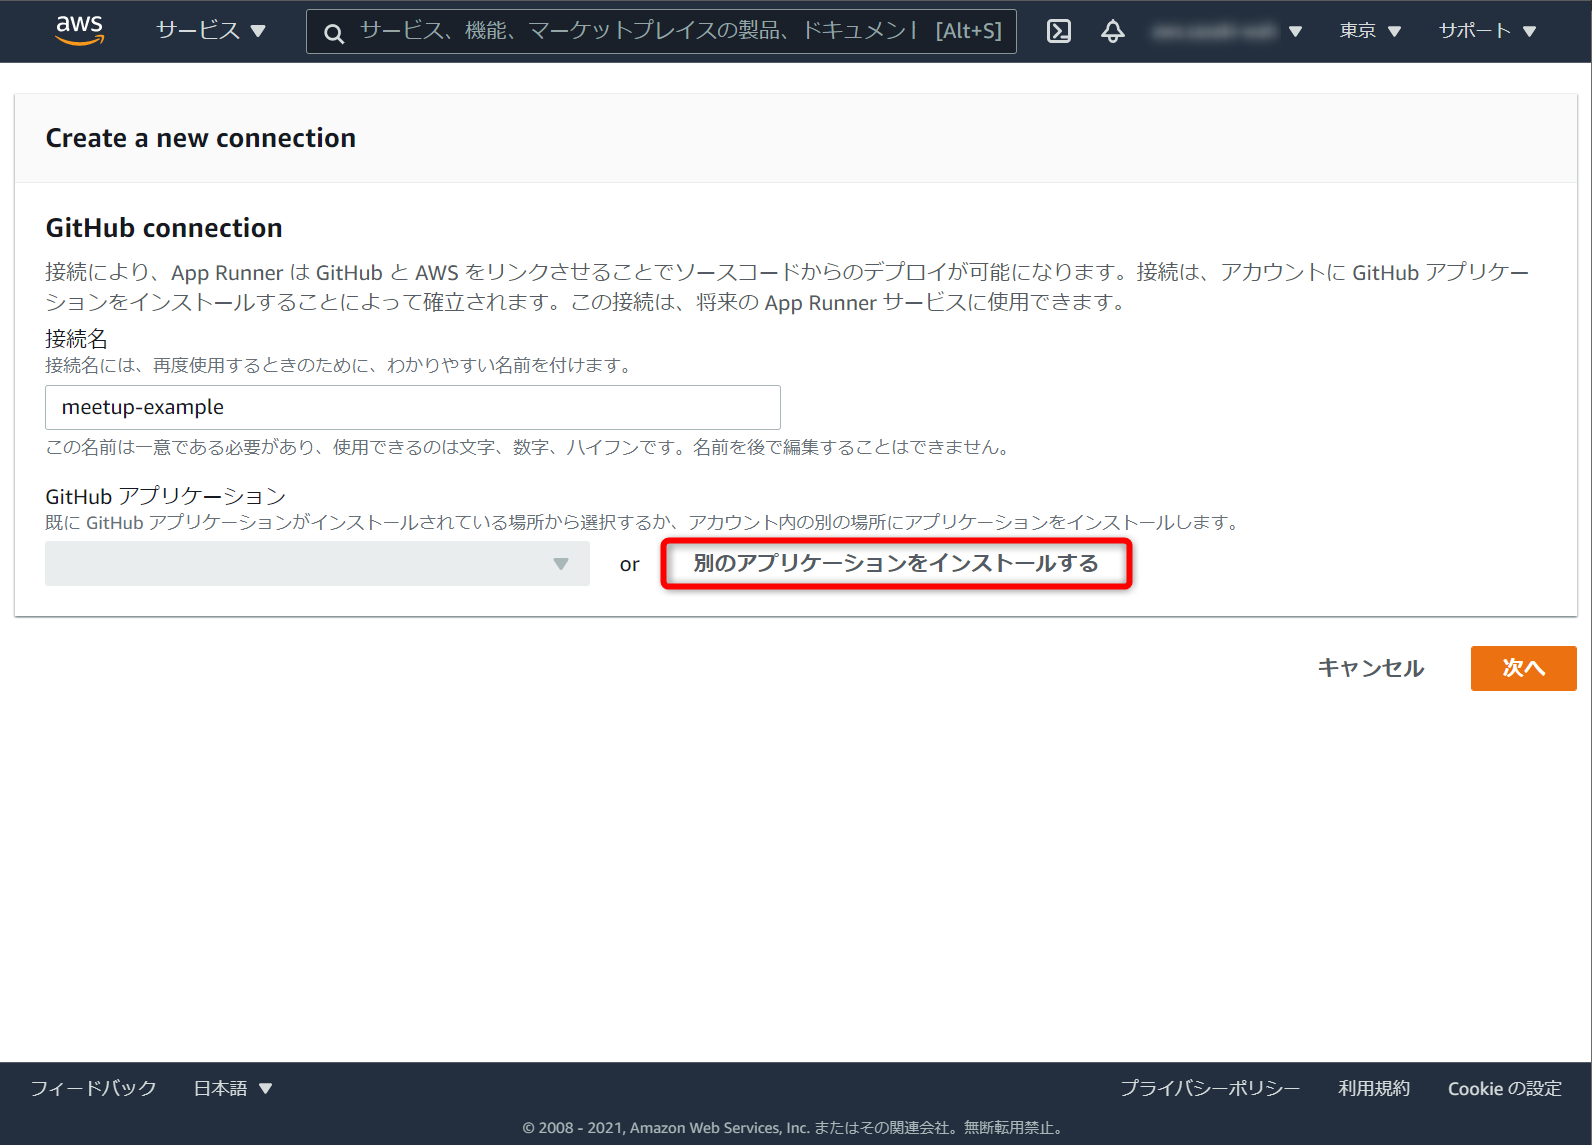 aws
サービス ▼
サービス、機能、マーケットプレイスの製品、ドキュメン
[Alt+S]
東京 ▼
サポート ▼
Create a new connection
GitHub connection
接続により、App Runner は GitHub と AWS をリンクさせることでソースコードからのデプロイが可能になります。接続は、アカウントに GitHub アプリケー
ションをインストールすることによって確立されます。この接続は、将来の App Runner サービスに使用できます。
接続名
接続名には、再度使用するときのために、わかりやすい名前を付けます。
meetup-example
この名前は一意である必要があり、使用できるのは文字、数字、ハイフンです。名前を後で編集することはできません。
GitHub アプリケーション
既に GitHub アプリケーションがインストールされている場所から選択するか、アカウント内の別の場所にアプリケーションをインストールします。
or
別のアプリケーションをインストールする
キャンセル
次へ
フィードバック
日本語 ▼
プライバシーポリシー
利用規約
Cookie の設定
© 2008 - 2021, Amazon Web Services, Inc. またはその関連会社。無断転用禁止。